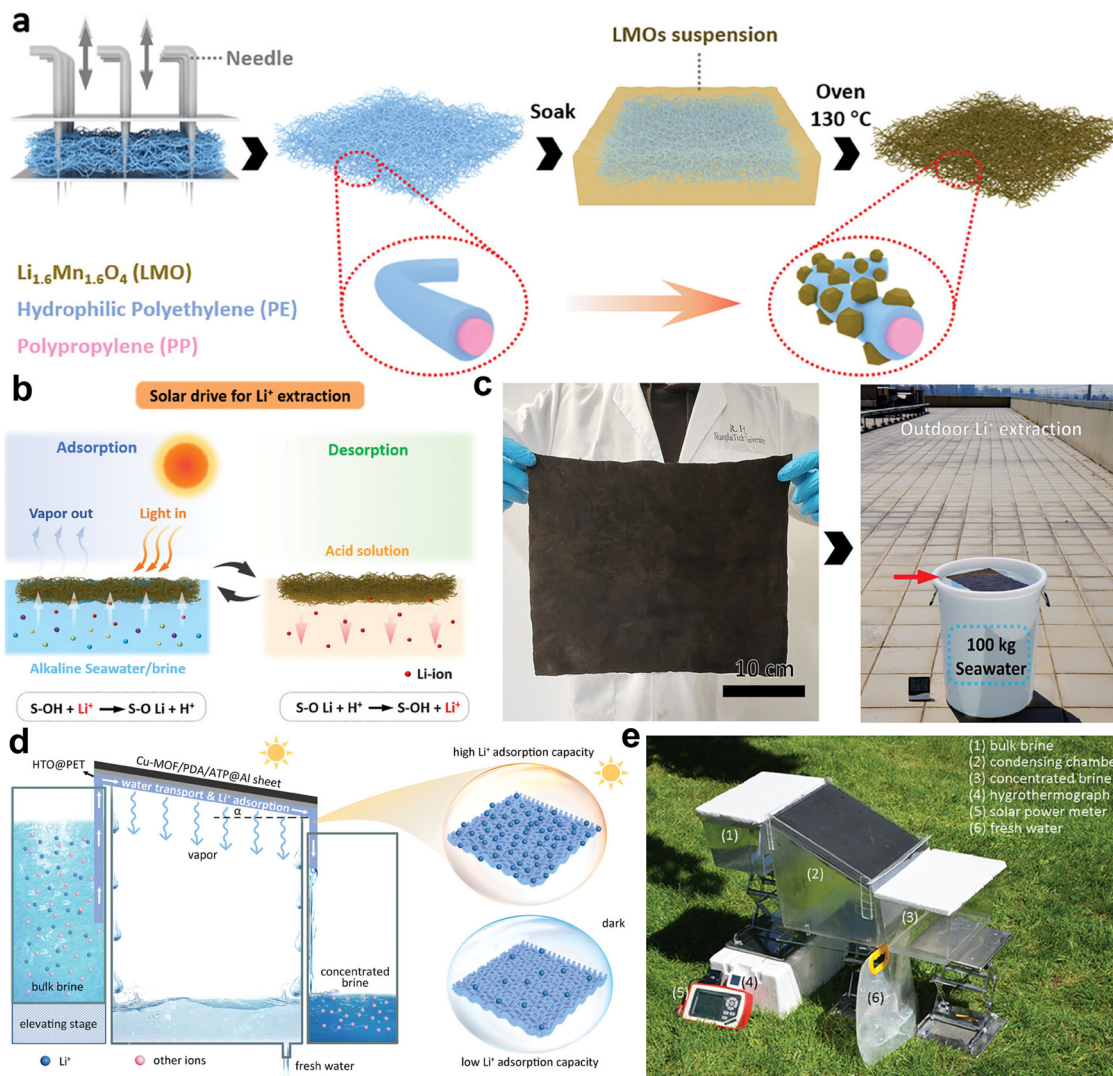 a
Needle
LMOs suspension
Soak
Oven
130 °C
Li1.6Mn1.6O4 (LMO)
Hydrophilic Polyethylene (PE)
Polypropylene (PP)
b
Solar drive for Li⁺ extraction
Adsorption
Desorption
Vapor out
Light in
Acid solution
Alkaline Seawater/brine
Li-ion
S-OH + Li⁺ → S-O Li + H⁺
S-O Li + H⁺ → S-OH + Li⁺
c
R. H.
ShanghaiTech University
10 cm
Outdoor Li⁺ extraction
100 kg
Seawater
d
HTO@PET
Cu-MOF/PDA/ATP@Al sheet
water transport & Li⁺ adsorption
α
vapor
bulk brine
elevating stage
concentrated
brine
fresh water
Li⁺
other ions
high Li⁺ adsorption capacity
dark
low Li⁺ adsorption capacity
e
(1) bulk brine
(2) condensing chambe
(3) concentrated brine
(4) hygrothermograph
(5) solar power meter
(6) fresh water
(1)
(2)
(3)
(4)
(5)
(6)